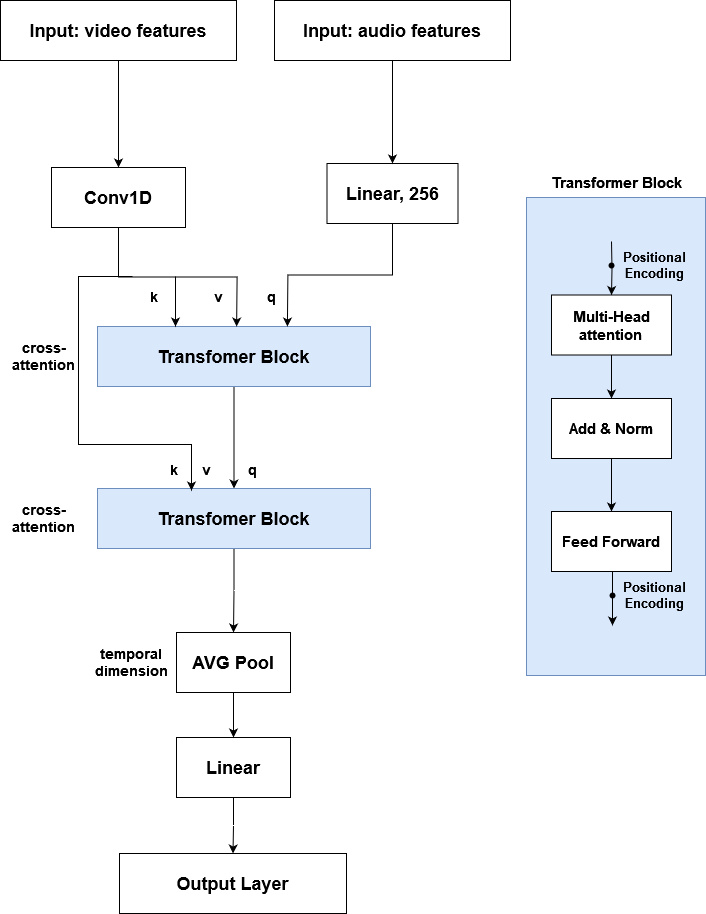 Input: video features
Input: audio features
Conv1D
Linear, 256
k
v
q
cross-
attention
Transfomer Block
k
v
q
cross-
attention
Transfomer Block
temporal
dimension
AVG Pool
Linear
Output Layer
Transformer Block
Positional
Encoding
Multi-Head
attention
Add & Norm
Feed Forward
Positional
Encoding